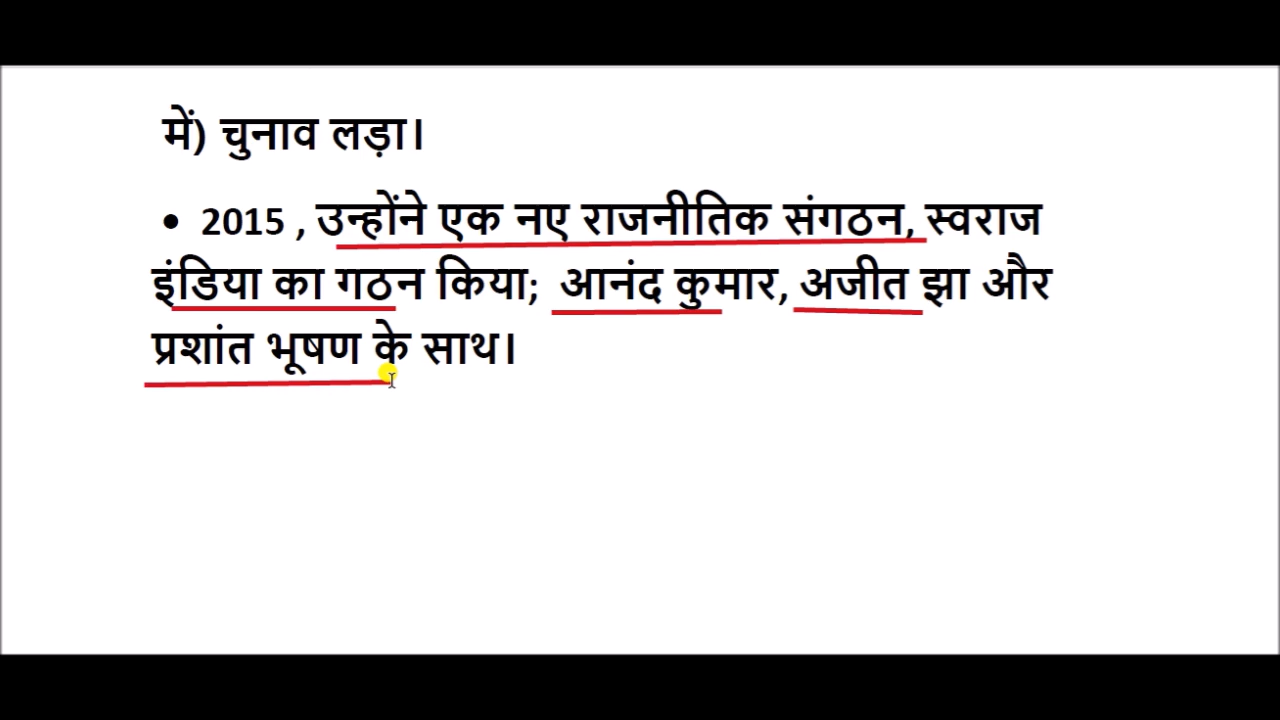 में) चुनाव लड़ा।
• 2015 , उन्होंने एक नए राजनीतिक संगठन, स्वराज
इंडिया का गठन किया; आनंद कुमार, अजीत झा और
प्रशांत भूषण के साथ।